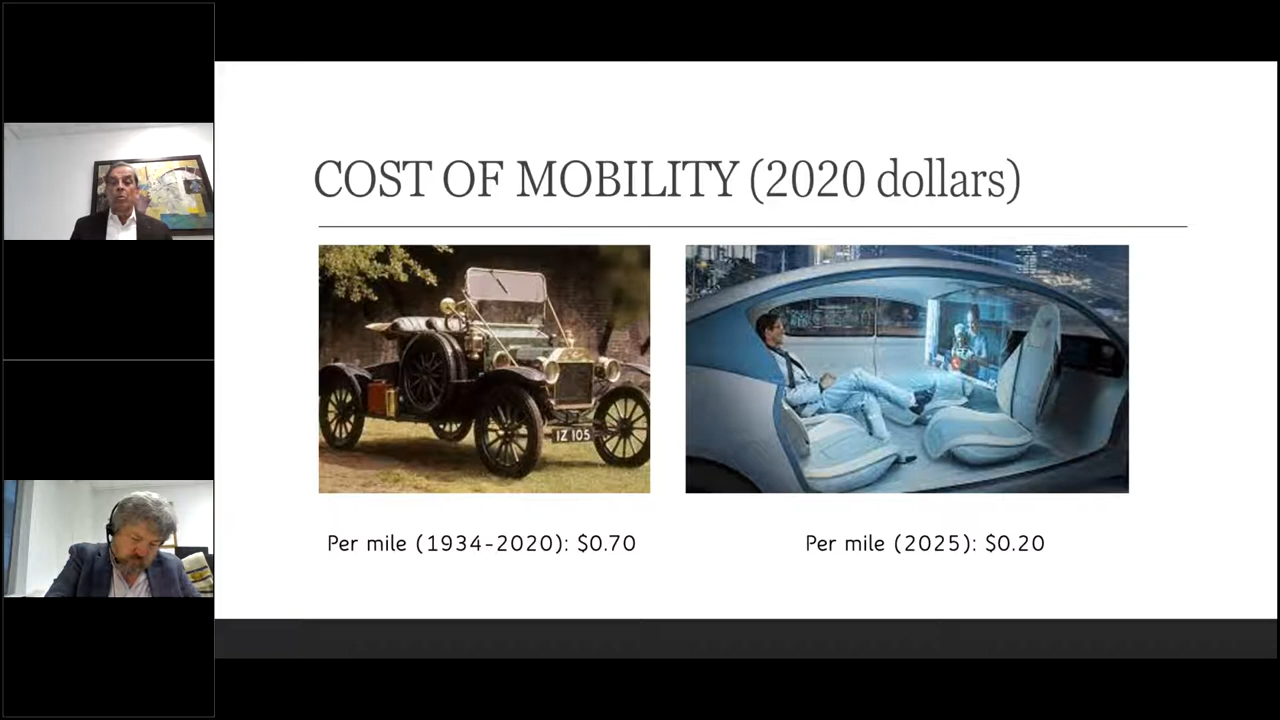 COST OF MOBILITY (2020 dollars)
IZ 105
Per mile (1934-2020): $0.70
Per mile (2025): $0.20